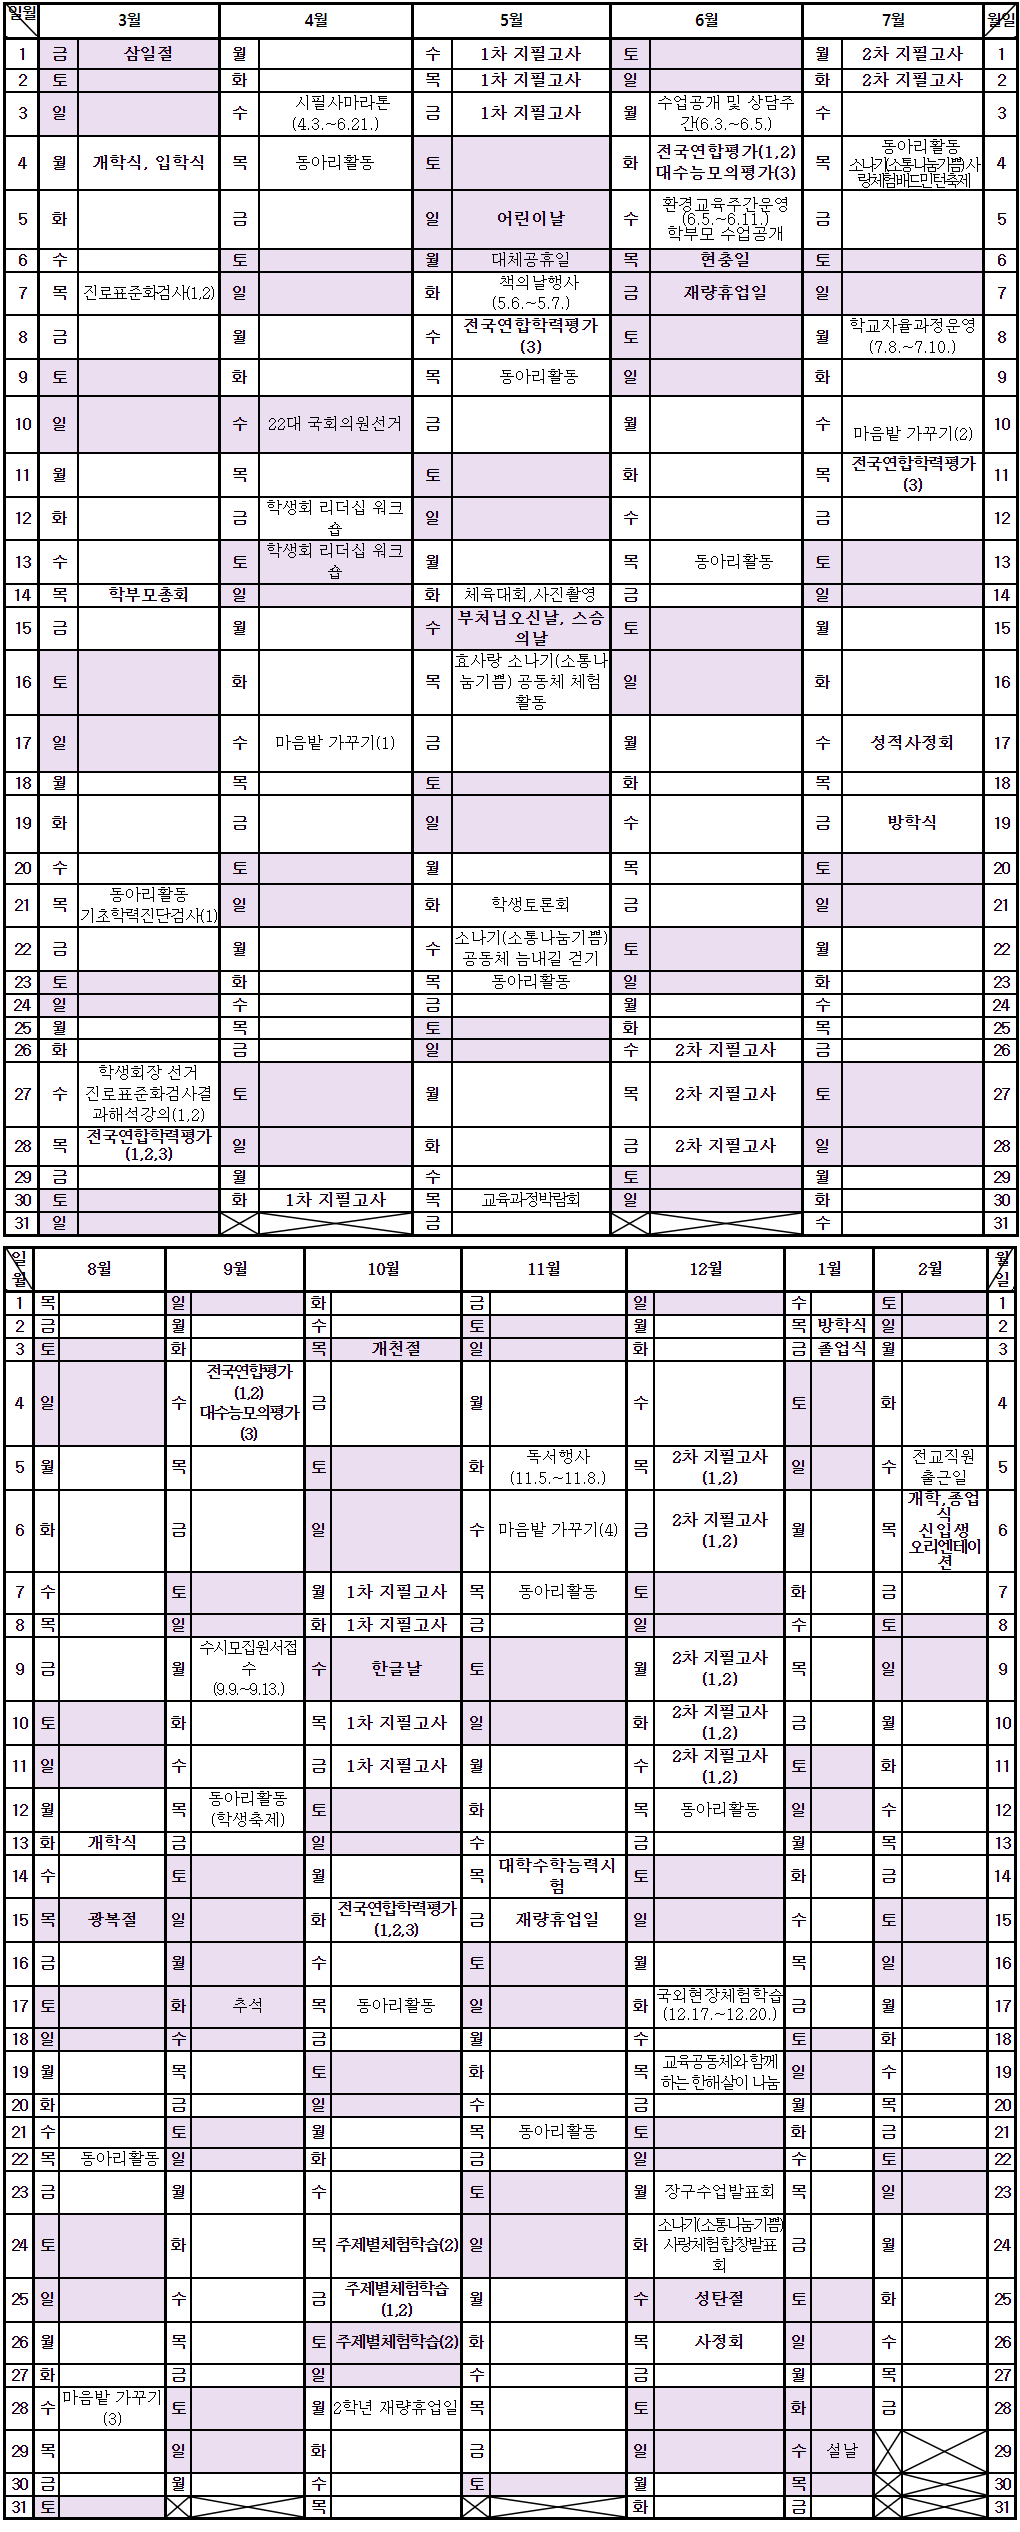 일월 3월 4월 5월 6월 7월 월일
1 금 삼일절 월 수 1차 지필고사 토 월 2차 지필고사 1
2 토 화 목 1차 지필고사 일 화 2차 지필고사 2
3 일 수 시필사마라톤 (4.3.~6.21.) 금 1차 지필고사 월 수업공개 및 상담주간(6.3.~6.5.) 수 3
4 월 개학식, 입학식 목 동아리활동 토 화 전국연합평가(1,2) 대수능모의평가(3) 목 동아리활동 소나기(소통나눔기쁨)사랑체험배드민턴축제 4
5 화 금 일 어린이날 수 환경교육주간운영 (6.5.~6.11.) 학부모 수업공개 금 5
6 수 토 월 대체공휴일 목 현충일 토 6
7 목 진로표준화검사(1,2) 일 화 책의날행사 (5.6.~5.7.) 금 재량휴업일 일 7
8 금 월 수 전국연합학력평가 (3) 토 월 학교자율과정운영 (7.8.~7.10.) 8
9 토 화 목 동아리활동 일 화 9
10 일 수 22대 국회의원선거 금 월 수 마음밭 가꾸기(2) 10
11 월 목 토 화 목 전국연합학력평가 (3) 11
12 화 금 학생회 리더십 워크숍 일 수 금 12
13 수 토 학생회 리더십 워크숍 월 목 동아리활동 토 13
14 목 학부모총회 일 화 체육대회,사진촬영 금 일 14
15 금 월 수 부처님오신날, 스승의날 토 월 15
16 토 화 목 효사랑 소나기(소통나눔기쁨) 공동체 체험활동 일 화 16
17 일 수 마음밭 가꾸기(1) 금 월 수 성적사정회 17
18 월 목 토 화 목 18
19 화 금 일 수 금 방학식 19
20 수 토 월 목 토 20
21 목 동아리활동 기초학력진단검사(1) 일 화 학생토론회 금 일 21
22 금 월 수 소나기(소통나눔기쁨) 공동체 늠내길 걷기 토 월 22
23 토 화 목 동아리활동 일 화 23
24 일 수 금 월 수 24
25 월 목 토 화 목 25
26 화 금 일 수 2차 지필고사 금 26
27 수 학생회장 선거 진로표준화검사결과해석강의(1,2) 토 월 목 2차 지필고사 토 27
28 목 전국연합학력평가 (1,2,3) 일 화 금 2차 지필고사 일 28
29 금 월 수 토 월 29
30 토 화 1차 지필고사 목 교육과정박람회 일 화 30
31 일 금 수 31
일월 8월 9월 10월 11월 12월 1월 2월 월일
1 목 일 화 금 일 수 토 1
2 금 월 수 토 월 목 방학식 일 2
3 토 화 목 개천절 일 화 금 졸업식 월 3
4 일 수 전국연합평가 (1,2) 대수능모의평가 (3) 금 월 수 토 화 4
5 월 목 토 화 독서행사 (11.5.~11.8.) 목 2차 지필고사 (1,2) 일 수 전교직원 출근일 5
6 화 금 일 수 마음밭 가꾸기(4) 금 2차 지필고사 (1,2) 월 목 개학,종업식 신입생 오리엔테이션 6
7 수 토 월 1차 지필고사 목 동아리활동 토 화 금 7
8 목 일 화 1차 지필고사 금 일 수 토 8
9 금 월 수시모집원서접수 (9.9.~9.13.) 수 한글날 토 월 2차 지필고사 (1,2) 목 일 9
10 토 화 목 1차 지필고사 일 화 2차 지필고사 (1,2) 금 월 10
11 일 수 금 1차 지필고사 월 수 2차 지필고사 (1,2) 토 화 11
12 월 목 동아리활동 (학생축제) 토 화 목 동아리활동 일 수 12
13 화 개학식 금 일 수 금 월 목 13
14 수 토 월 목 대학수학능력시험 토 화 금 14
15 목 광복절 일 화 전국연합학력평가 (1,2,3) 금 재량휴업일 일 수 토 15
16 금 월 수 토 월 목 일 16
17 토 화 추석 목 동아리활동 일 화 국외현장체험학습 (12.17.~12.20.) 금 월 17
18 일 수 금 월 수 토 화 18
19 월 목 토 화 목 교육공동체와 함께하는 한해살이 나눔 일 수 19
20 화 금 일 수 금 월 목 20
21 수 토 월 목 동아리활동 토 화 금 21
22 목 동아리활동 일 화 금 일 수 토 22
23 금 월 수 토 월 장구수업발표회 목 일 23
24 토 화 목 주제별체험학습(2) 일 화 소나기(소통나눔기쁨) 사랑체험 합창발표회 금 월 24
25 일 수 금 주제별체험학습 (1,2) 월 수 성탄절 토 화 25
26 월 목 토 주제별체험학습(2) 화 목 사정회 일 수 26
27 화 금 일 수 금 월 목 27
28 수 마음밭 가꾸기 (3) 토 월 2학년 재량휴업일 목 토 화 금 28
29 목 일 화 금 일 수 설날 29
30 금 월 수 토 월 목 30
31 토 목 화 금 31